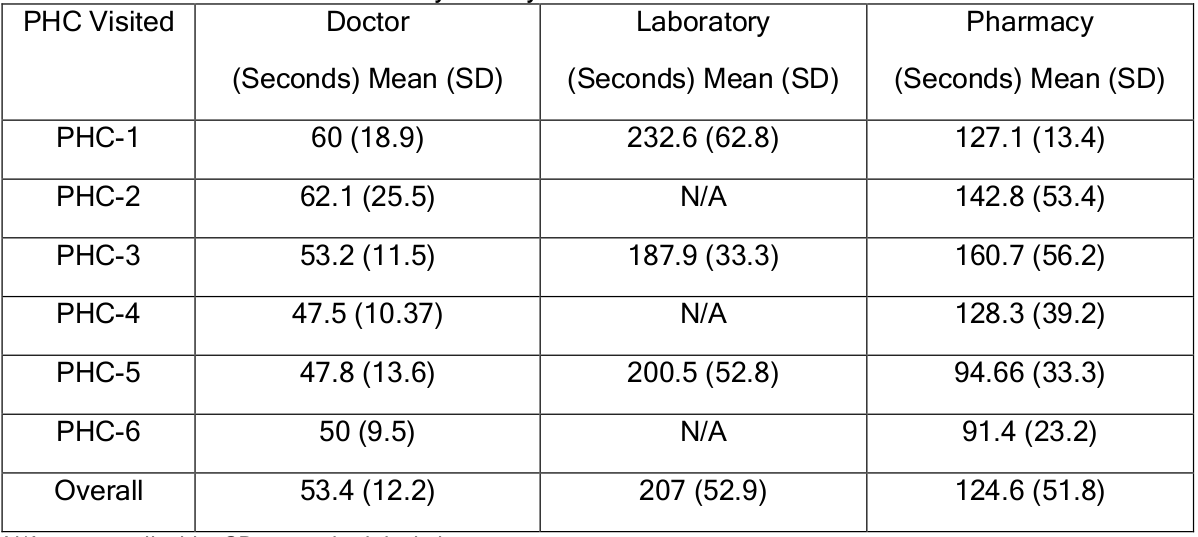 PHC Visited Doctor Laboratory Pharmacy
(Seconds) Mean (SD) (Seconds) Mean (SD) (Seconds) Mean (SD)
PHC-1 60 (18.9) 232.6 (62.8) 127.1 (13.4)
PHC-2 62.1 (25.5) N/A 142.8 (53.4)
PHC-3 53.2 (11.5) 187.9 (33.3) 160.7 (56.2)
PHC-4 47.5 (10.37) N/A 128.3 (39.2)
PHC-5 47.8 (13.6) 200.5 (52.8) 94.66 (33.3)
PHC-6 50 (9.5) N/A 91.4 (23.2)
Overall 53.4 (12.2) 207 (52.9) 124.6 (51.8)